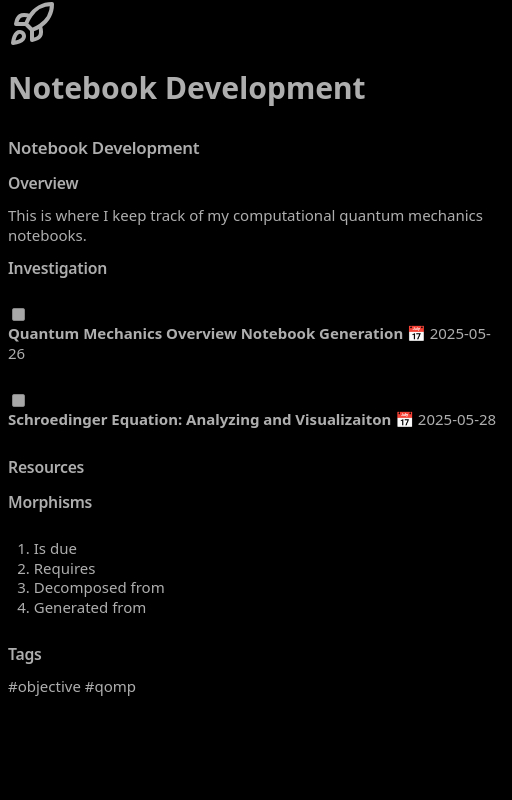 Notebook Development
Notebook Development
Overview
This is where I keep track of my computational quantum mechanics
notebooks.
Investigation
Quantum Mechanics Overview Notebook Generation 📅 2025-05-
26
Schroedinger Equation: Analyzing and Visualizaiton 📅 2025-05-28
Resources
Morphisms
1. Is due
2. Requires
3. Decomposed from
4. Generated from
Tags
#objective #qomp